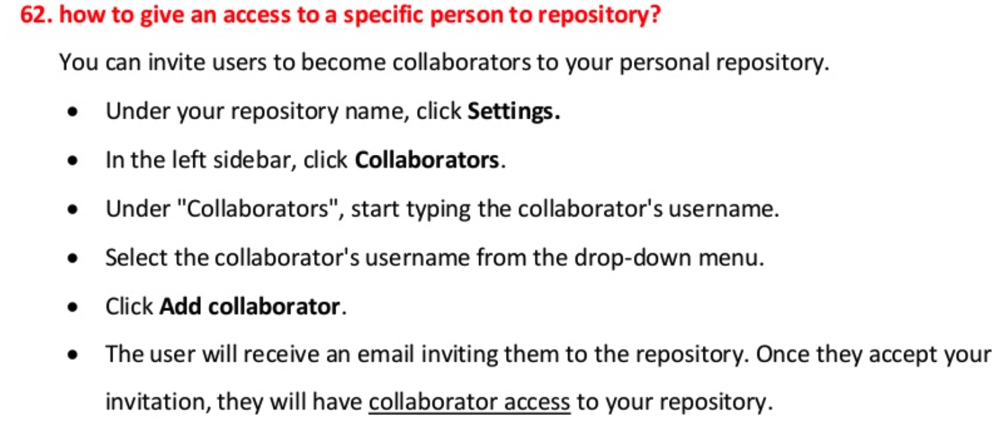 62. how to give an access to a specific person to repository?
You can invite users to become collaborators to your personal repository.
• Under your repository name, click Settings.
• In the left sidebar, click Collaborators.
• Under "Collaborators", start typing the collaborator's username.
• Select the collaborator's username from the drop-down menu.
• Click Add collaborator.
• The user will receive an email inviting them to the repository. Once they accept your
invitation, they will have collaborator access to your repository.